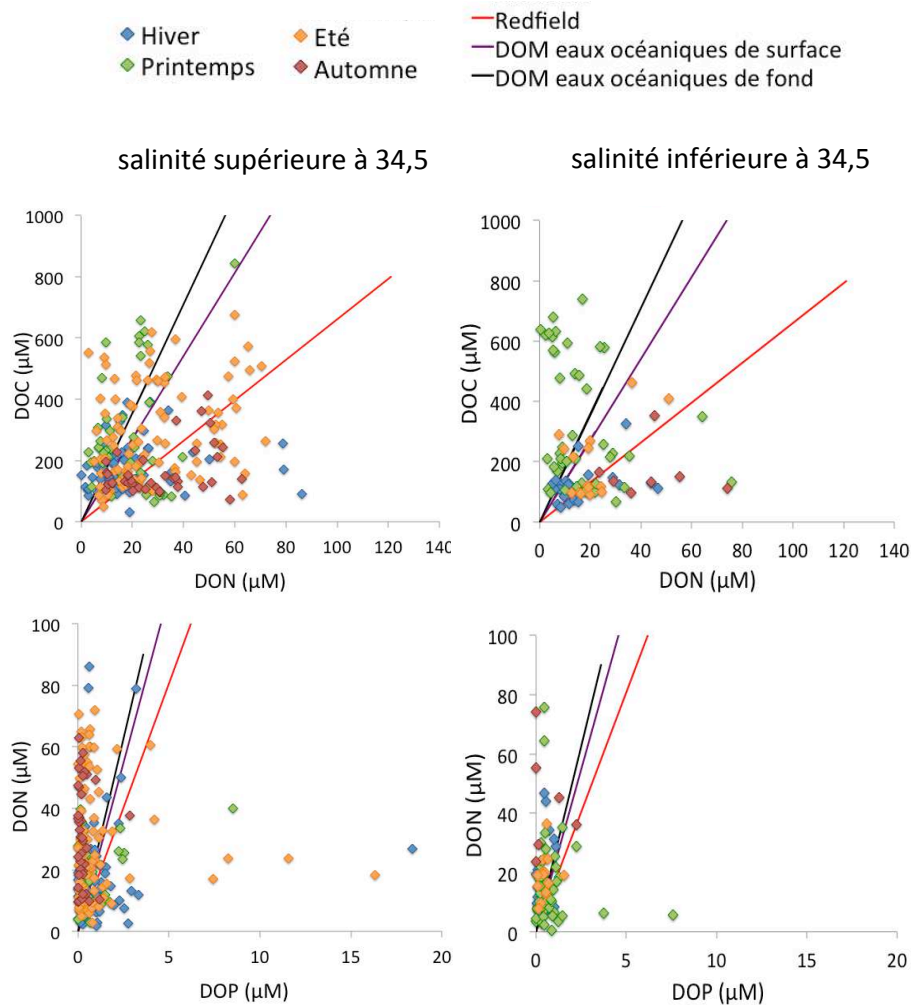 Hiver
Eté
Printemps
Automne
Redfield
DOM eaux océaniques de surface
DOM eaux océaniques de fond
salinité supérieure à 34,5
salinité inférieure à 34,5
1000
800
600
400
200
0
DOC (µM)
0 20 40 60 80 100 120 140
DON (µM)
1000
800
600
400
200
0
DOC (µM)
0 20 40 60 80 100 120 140
DON (µM)
100
80
60
40
20
0
DON (µM)
0 5 10 15 20
DOP (µM)
100
80
60
40
20
0
DON (µM)
0 5 10 15 20
DOP (µM)